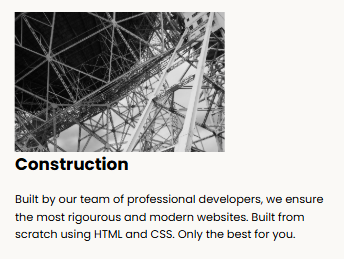 Construction
Built by our team of professional developers, we ensure
the most rigourous and modern websites. Built from
scratch using HTML and CSS. Only the best for you.